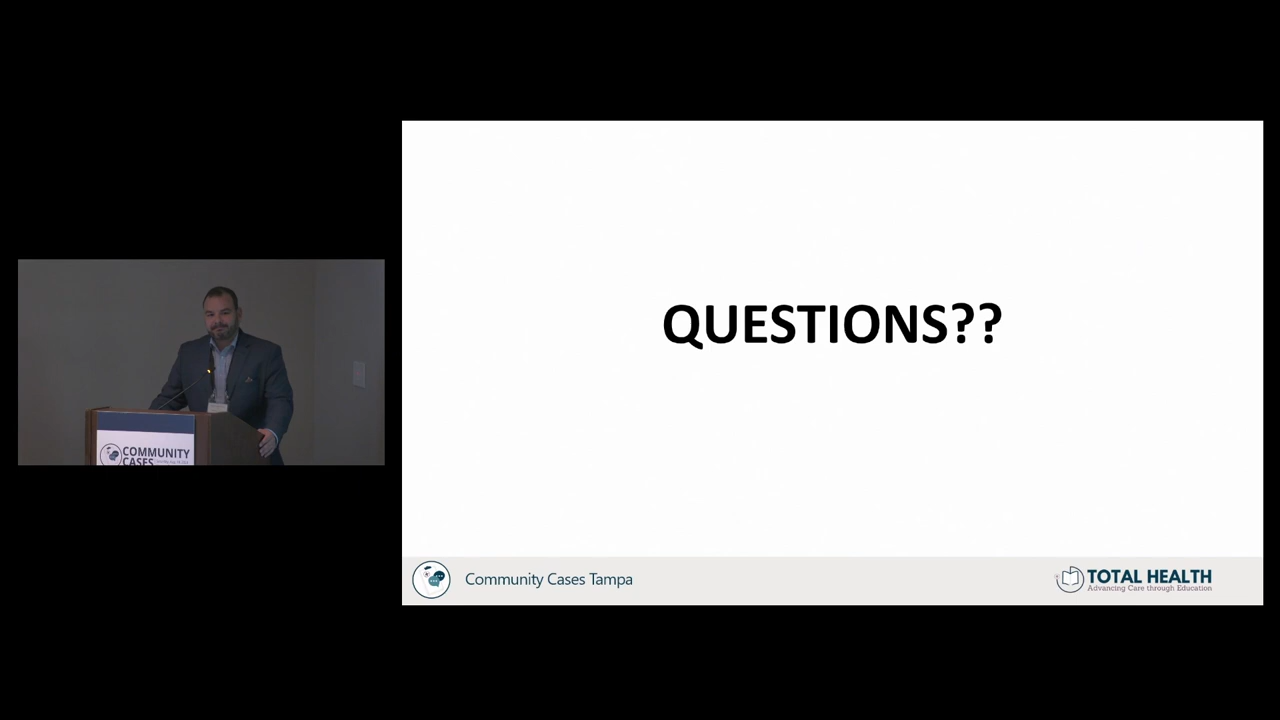 COMMUNITY
CASES
QUESTIONS??
Community Cases Tampa
TOTAL HEALTH
Advancing Care through Education